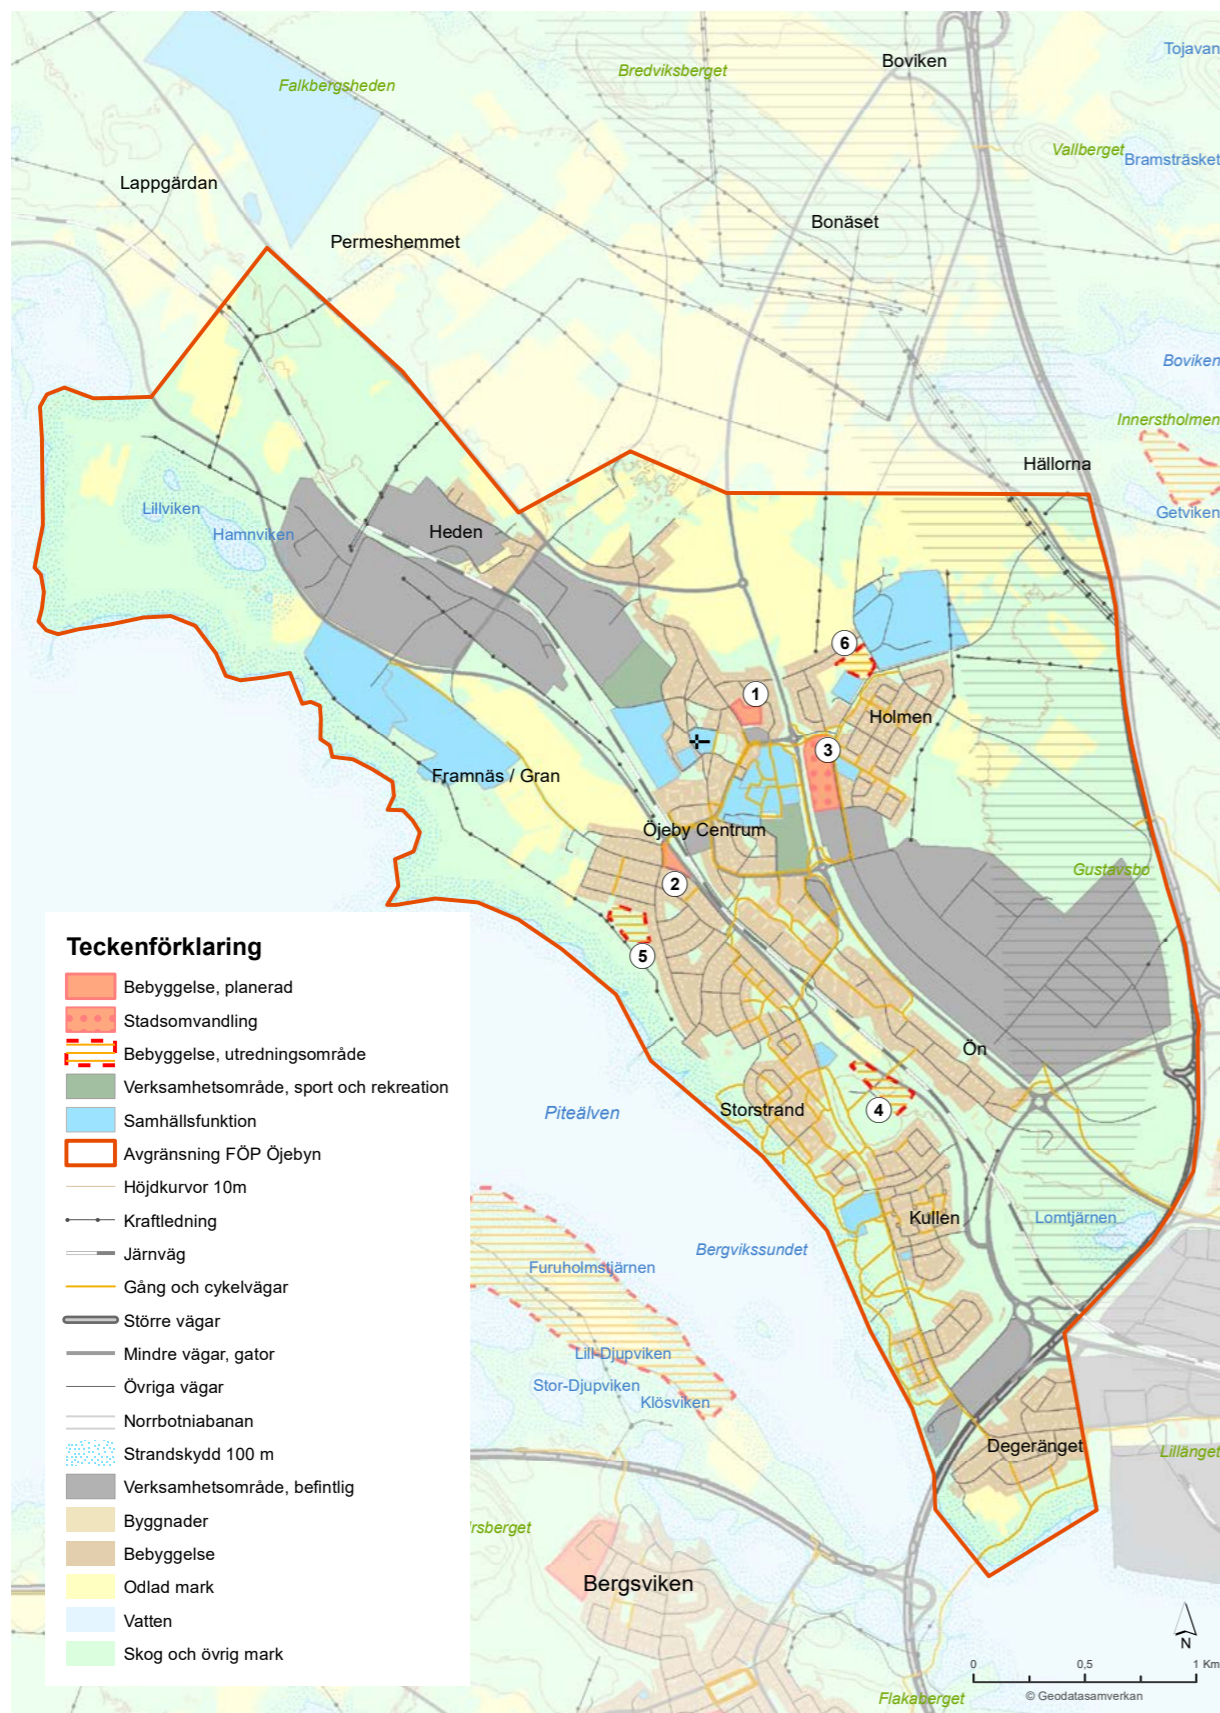 Boviken
Tojavan
Bredviksberget
Falkbergsheden
Vallberget
Bramsträsket
Lappgärdan
Bonäset
Permeshemmet
Boviken
Innerstholmen
Hällorna
Lillviken
Getviken
Heden
Hamnviken
6
1
Holmen
3
Framnäs / Gran
Öjeby Centrum
Gustavsbo
2
5
Ön
4
Storstrand
Piteälven
Kullen
Lomtjärnen
Bergvikssundet
Furuholmstjärnen
Lill-Djupviken
Stor-Djupviken
Klösviken
Degeränget
Lillänget
rsberget
Bergsviken
Flakaberget
Teckenförklaring
Bebyggelse, planerad
Stadsomvandling
Bebyggelse, utredningsområde
Verksamhetsområde, sport och rekreation
Samhällsfunktion
Avgränsning FÖP Öjebyn
Höjdkurvor 10m
Kraftledning
Järnväg
Gång och cykelvägar
Större vägar
Mindre vägar, gator
Övriga vägar
Norrbotniabanan
Strandskydd 100 m
Verksamhetsområde, befintlig
Byggnader
Bebyggelse
Odlad mark
Vatten
Skog och övrig mark
N
0 0,5 1 Km
© Geodatasamverkan